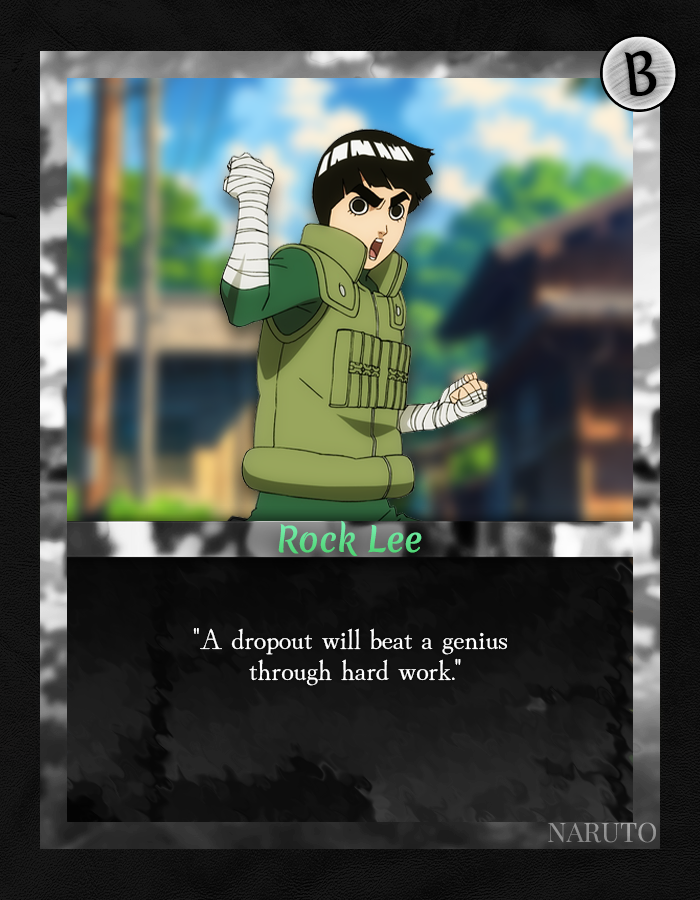 B
Rock Lee
"A dropout will beat a genius
through hard work."
NARUTO